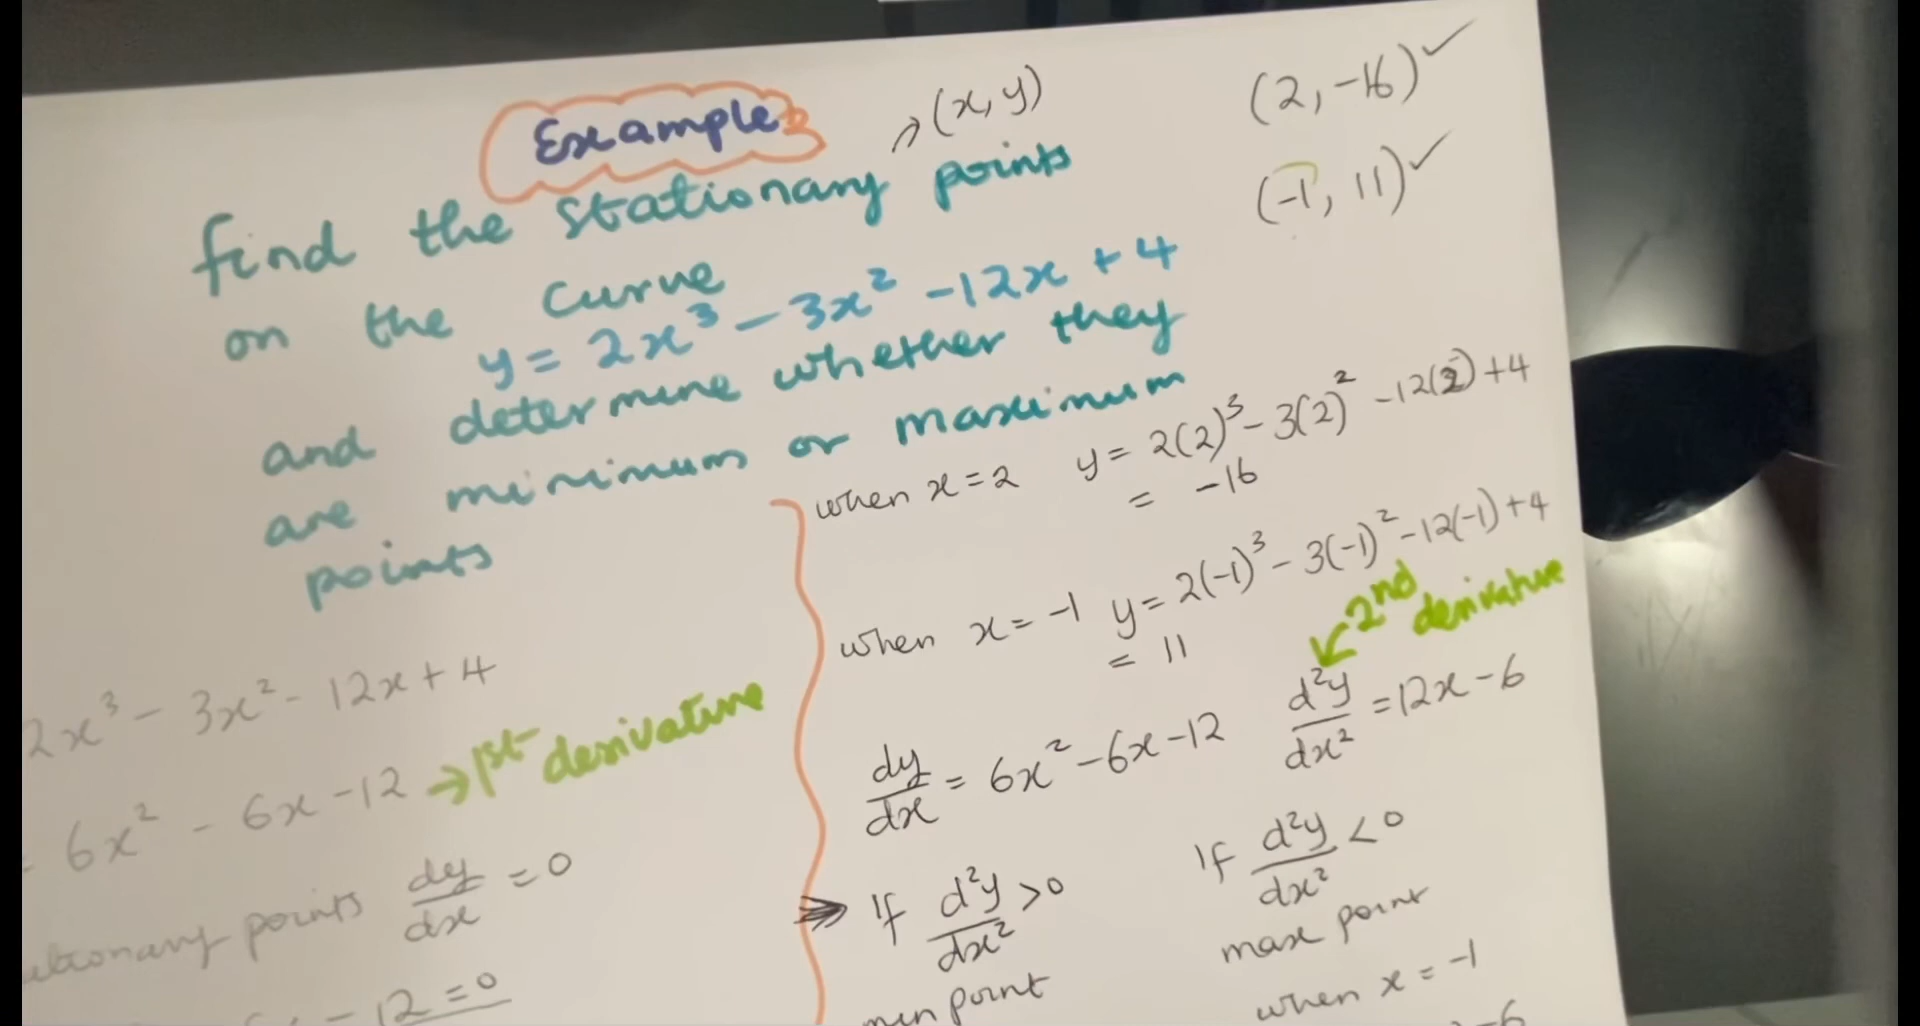 Example
→(x, y)
find the stationary points
on the curve
y = 2x³ - 3x² - 12x + 4
and determine whether they
are minimum or maximum
points
(2, -16) ✓
(-1, 11) ✓
2x³ - 3x² - 12x + 4
= 6x² - 6x - 12 → 1st derivative
points dy/dx = 0
- 12 = 0
when x = 2 y = 2(2)³ - 3(2)² - 12(2) + 4
= -16
when x = -1 y = 2(-1)³ - 3(-1)² - 12(-1) + 4
= 11
2nd derivative
dy/dx = 6x² - 6x - 12 d²y/dx² = 12x - 6
⇒ If d²y/dx² > 0
min point
If d²y/dx² < 0
max point
when x = -1
- 6